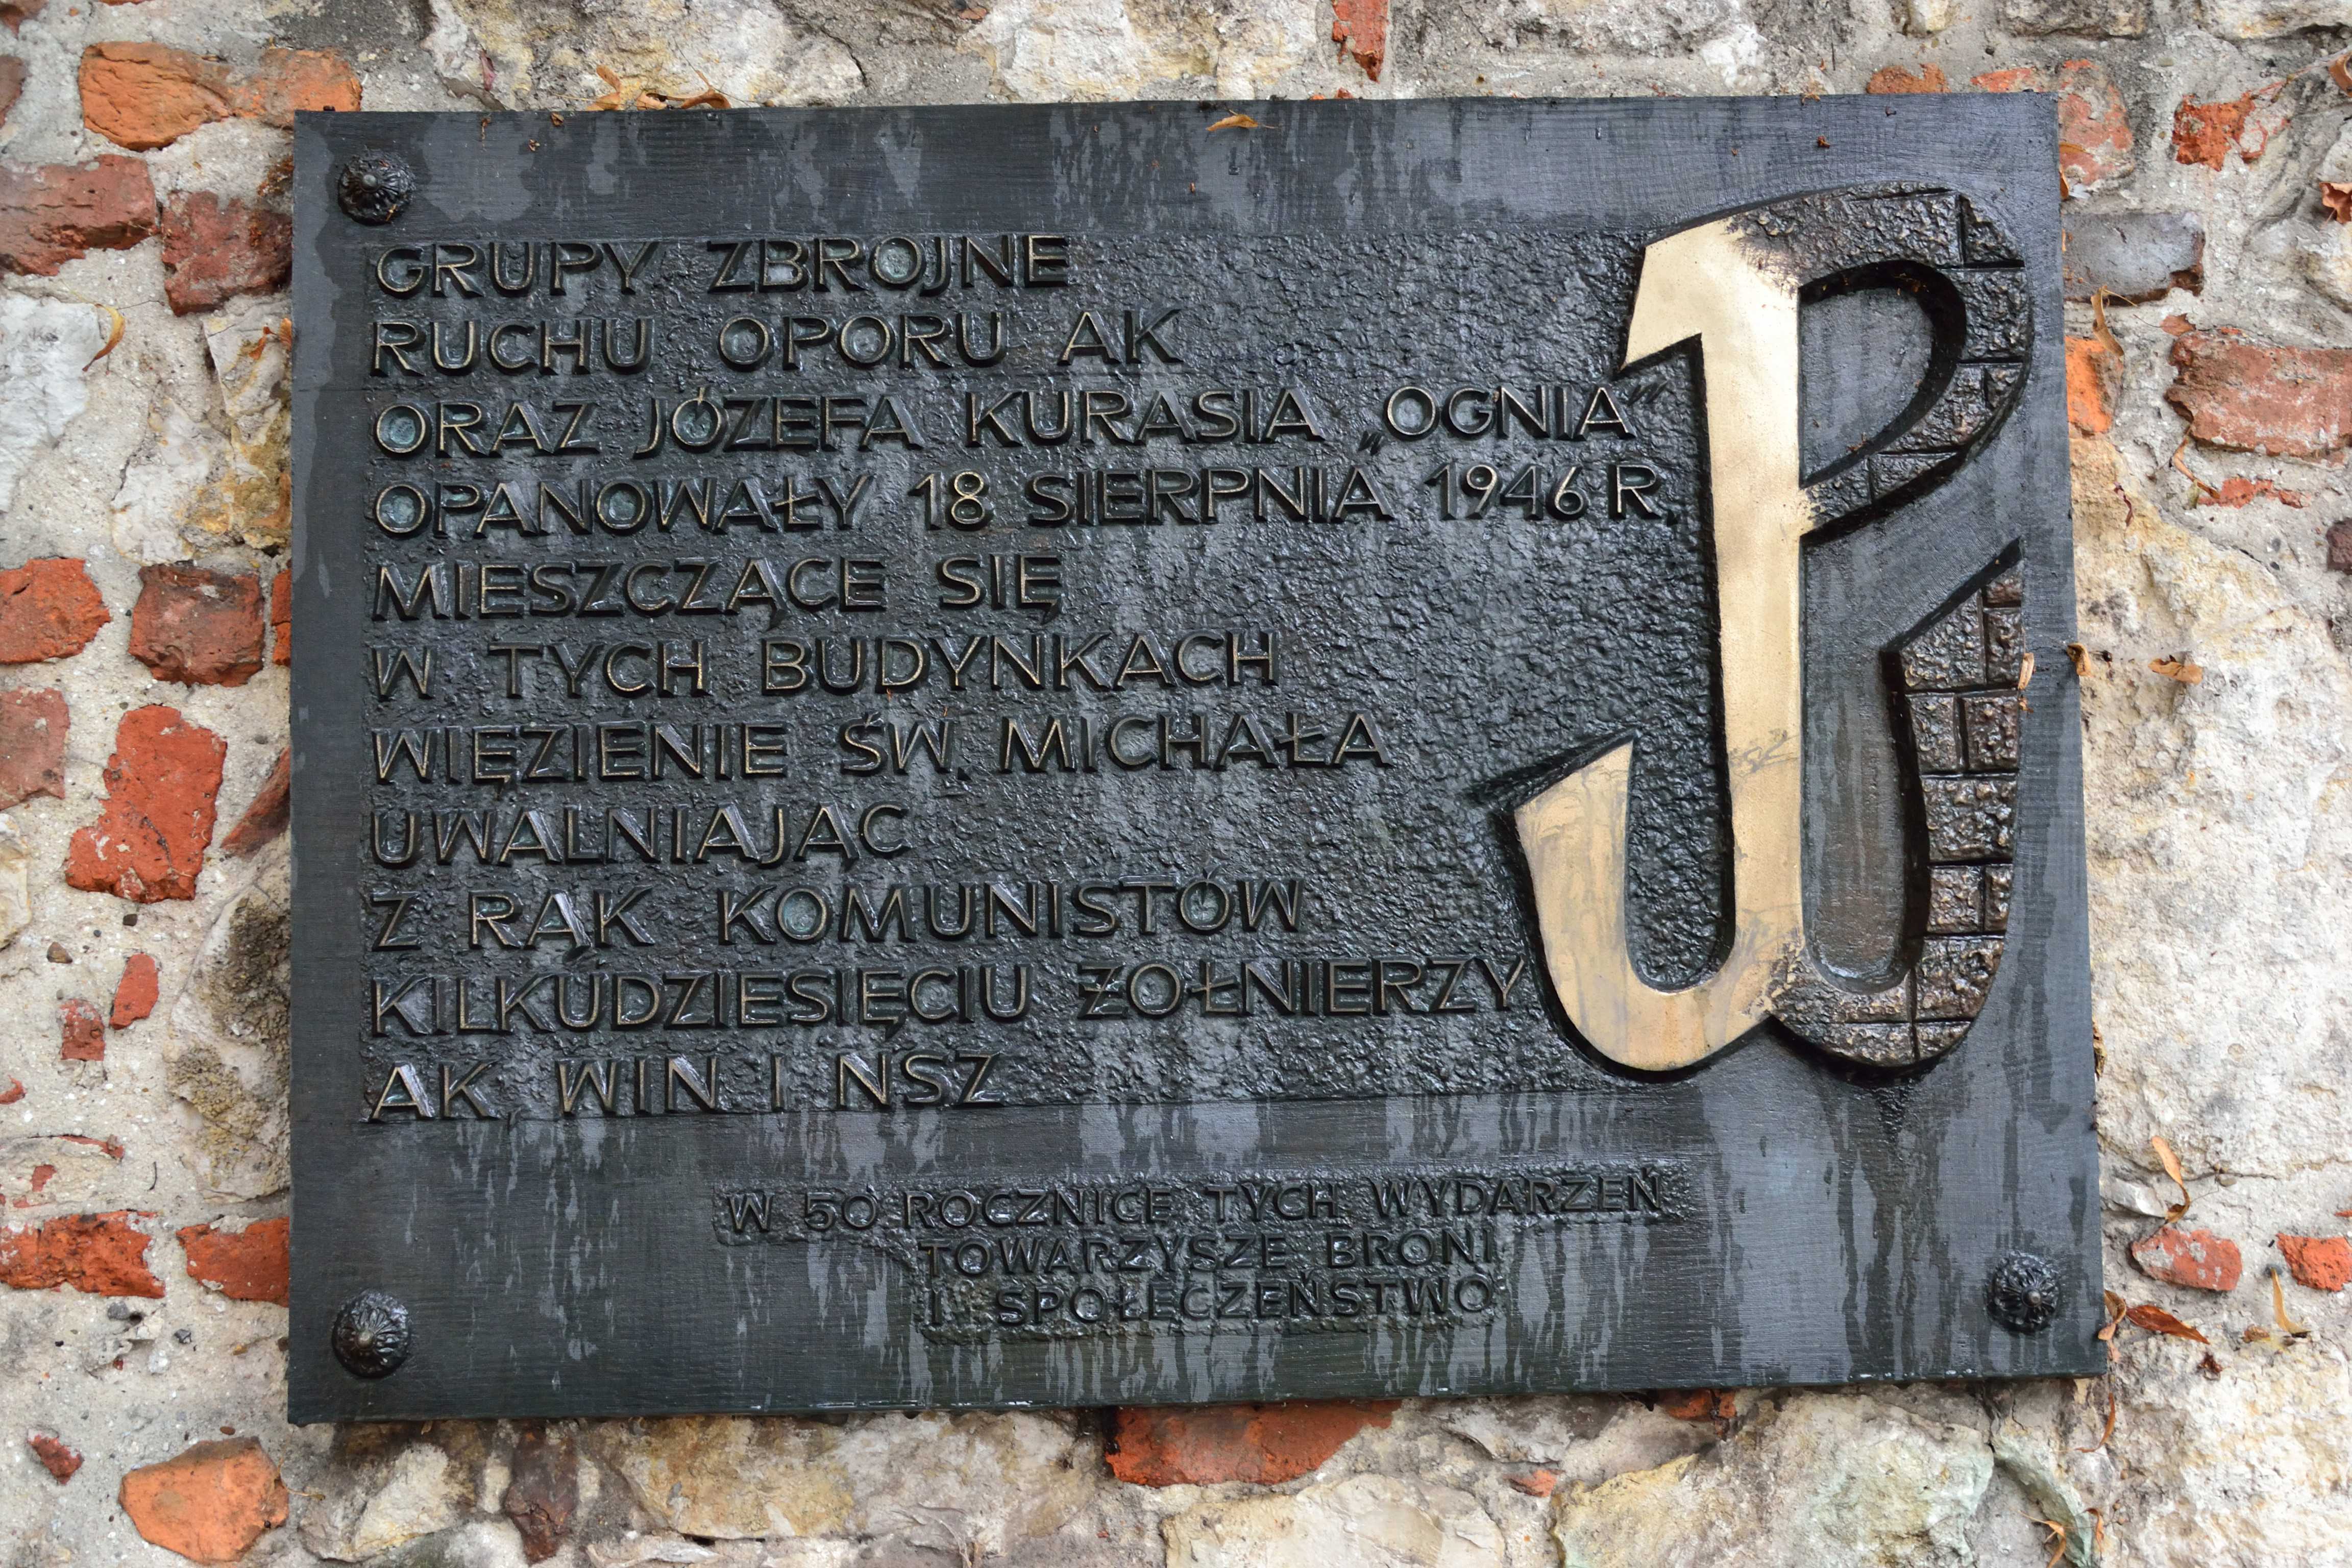 GRUPY ZBROJNE
RUCHU OPORU AK
ORAZ JÓZEFA KURASIA „OGNIA”
OPANOWAŁY 18 SIERPNIA 1946 R.
MIESZCZĄCE SIĘ
W TYCH BUDYNKACH
WIĘZIENIE ŚW. MICHAŁA
UWALNIAJĄC
Z RĄK KOMUNISTÓW
KILKUDZIESIĘCIU ŻOŁNIERZY
AK, WIN I NSZ
W 50 ROCZNICE TYCH WYDARZEŃ
TOWARZYSZE BRONI
I SPOŁECZEŃSTWO